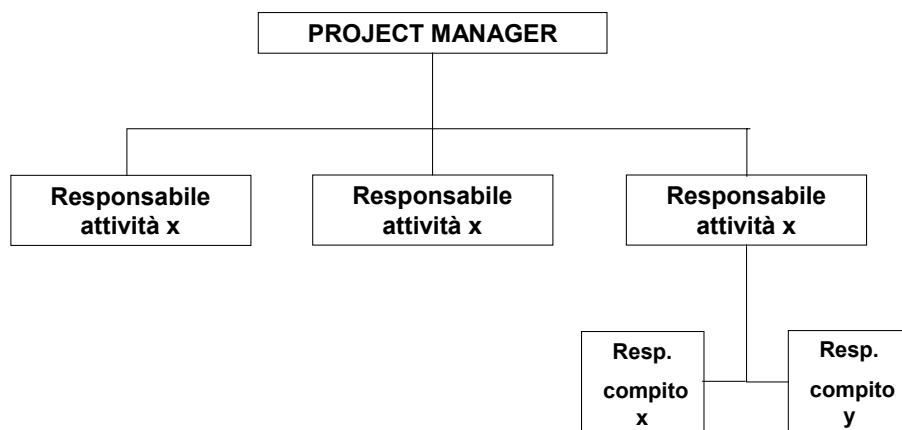 PROJECT MANAGER
Responsabile
attività x
Responsabile
attività x
Responsabile
attività x
Resp.
compito
x
Resp.
compito
y